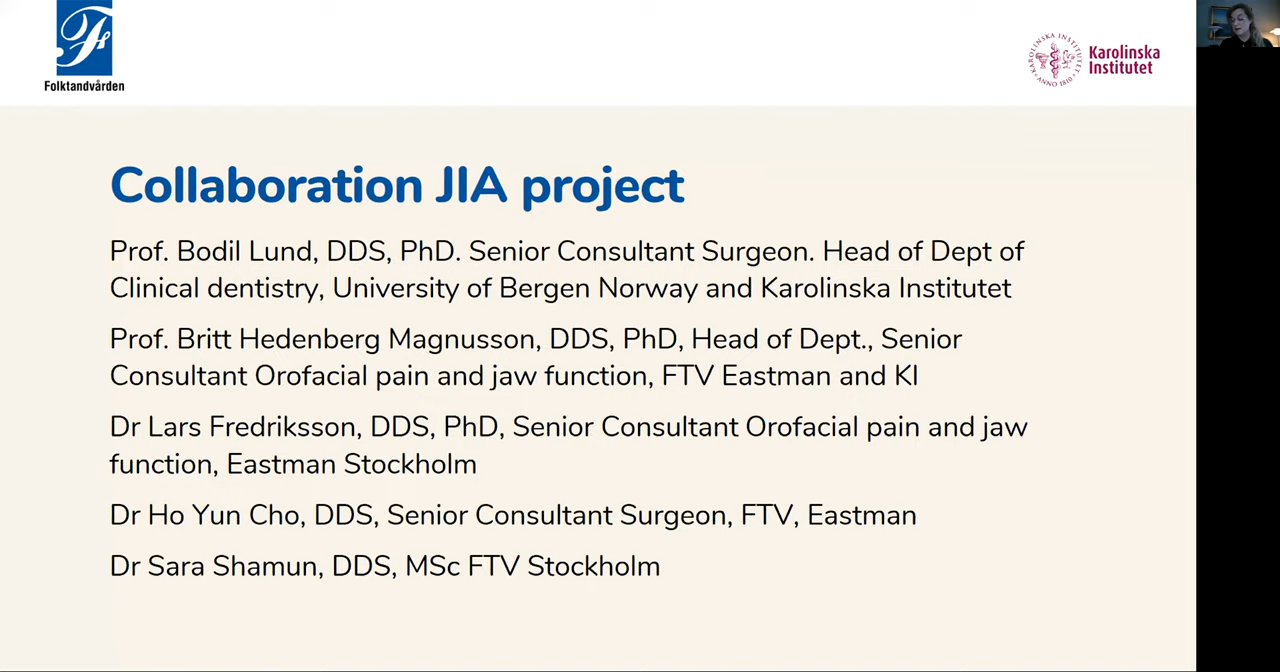 Folktandvården
KAROLINSKA INSTITUTET
ANNO 1810
Karolinska
Institutet
Collaboration JIA project
Prof. Bodil Lund, DDS, PhD. Senior Consultant Surgeon. Head of Dept of
Clinical dentistry, University of Bergen Norway and Karolinska Institutet
Prof. Britt Hedenberg Magnusson, DDS, PhD, Head of Dept., Senior
Consultant Orofacial pain and jaw function, FTV Eastman and KI
Dr Lars Fredriksson, DDS, PhD, Senior Consultant Orofacial pain and jaw
function, Eastman Stockholm
Dr Ho Yun Cho, DDS, Senior Consultant Surgeon, FTV, Eastman
Dr Sara Shamun, DDS, MSc FTV Stockholm